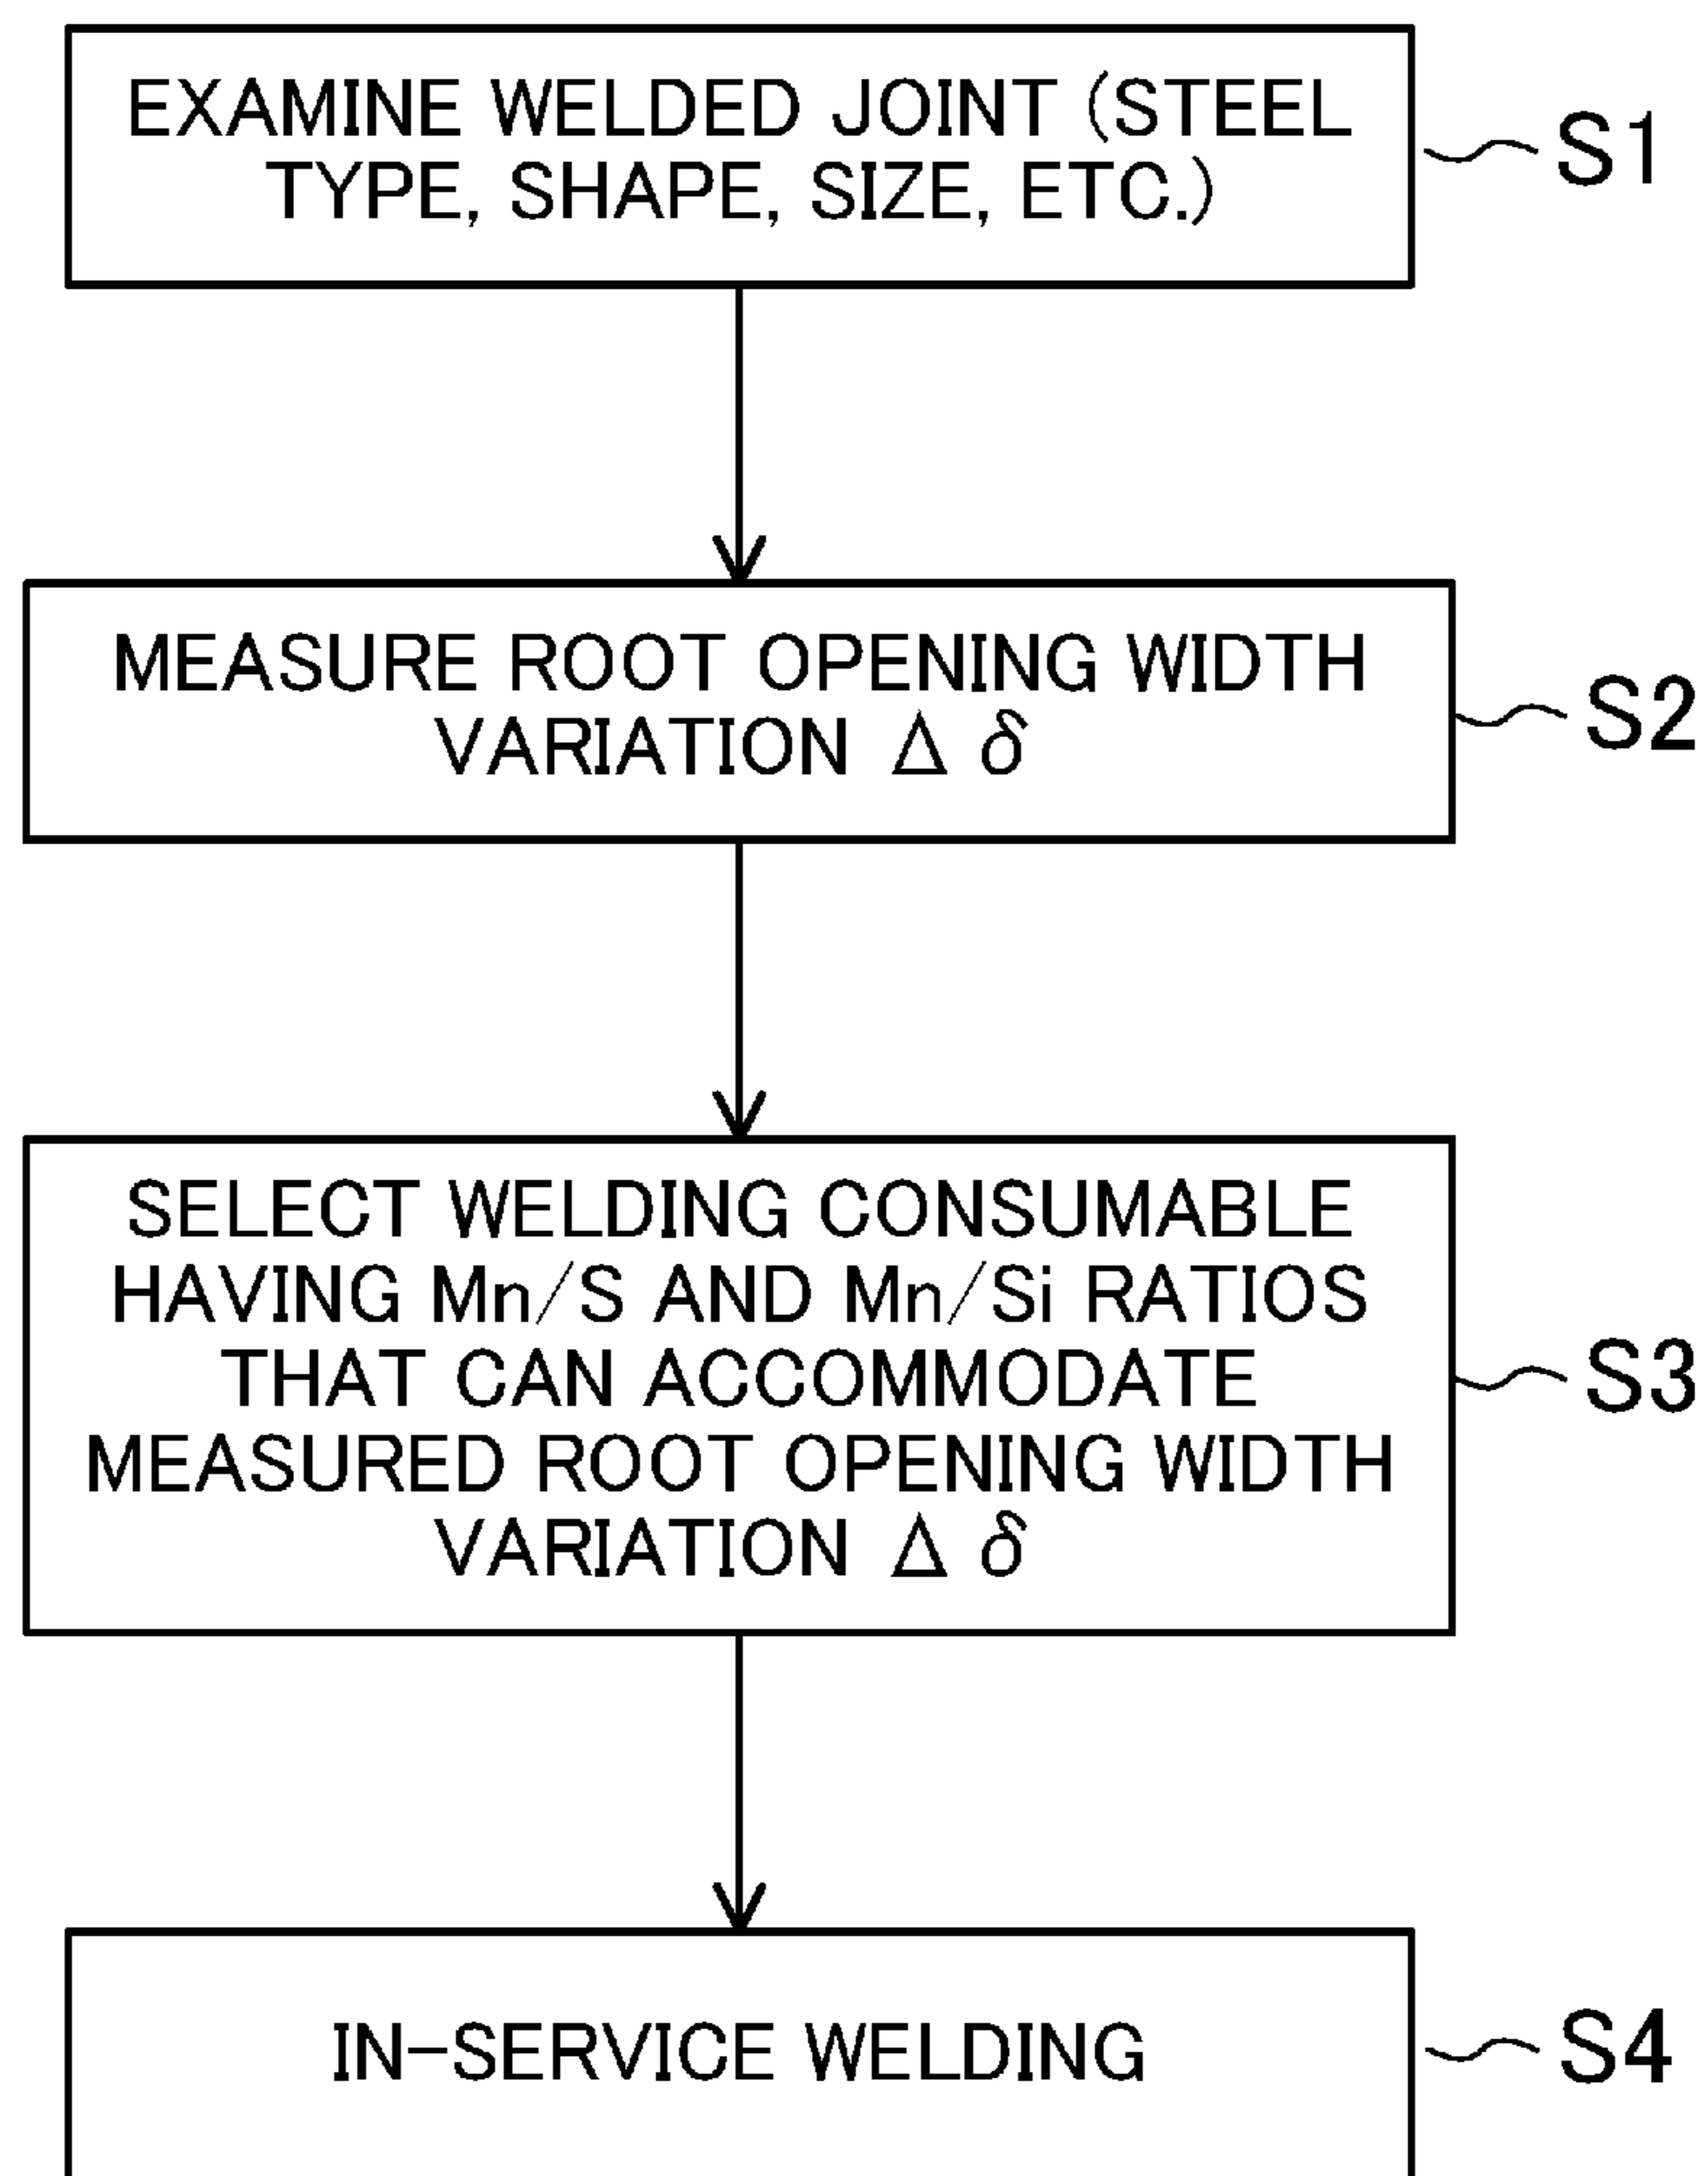 EXAMINE WELDED JOINT (STEEL
TYPE, SHAPE, SIZE, ETC.)
S1
MEASURE ROOT OPENING WIDTH
VARIATION Δ δ
S2
SELECT WELDING CONSUMABLE
HAVING Mn/S AND Mn/Si RATIOS
THAT CAN ACCOMMODATE
MEASURED ROOT OPENING WIDTH
VARIATION Δ δ
S3
IN-SERVICE WELDING
S4